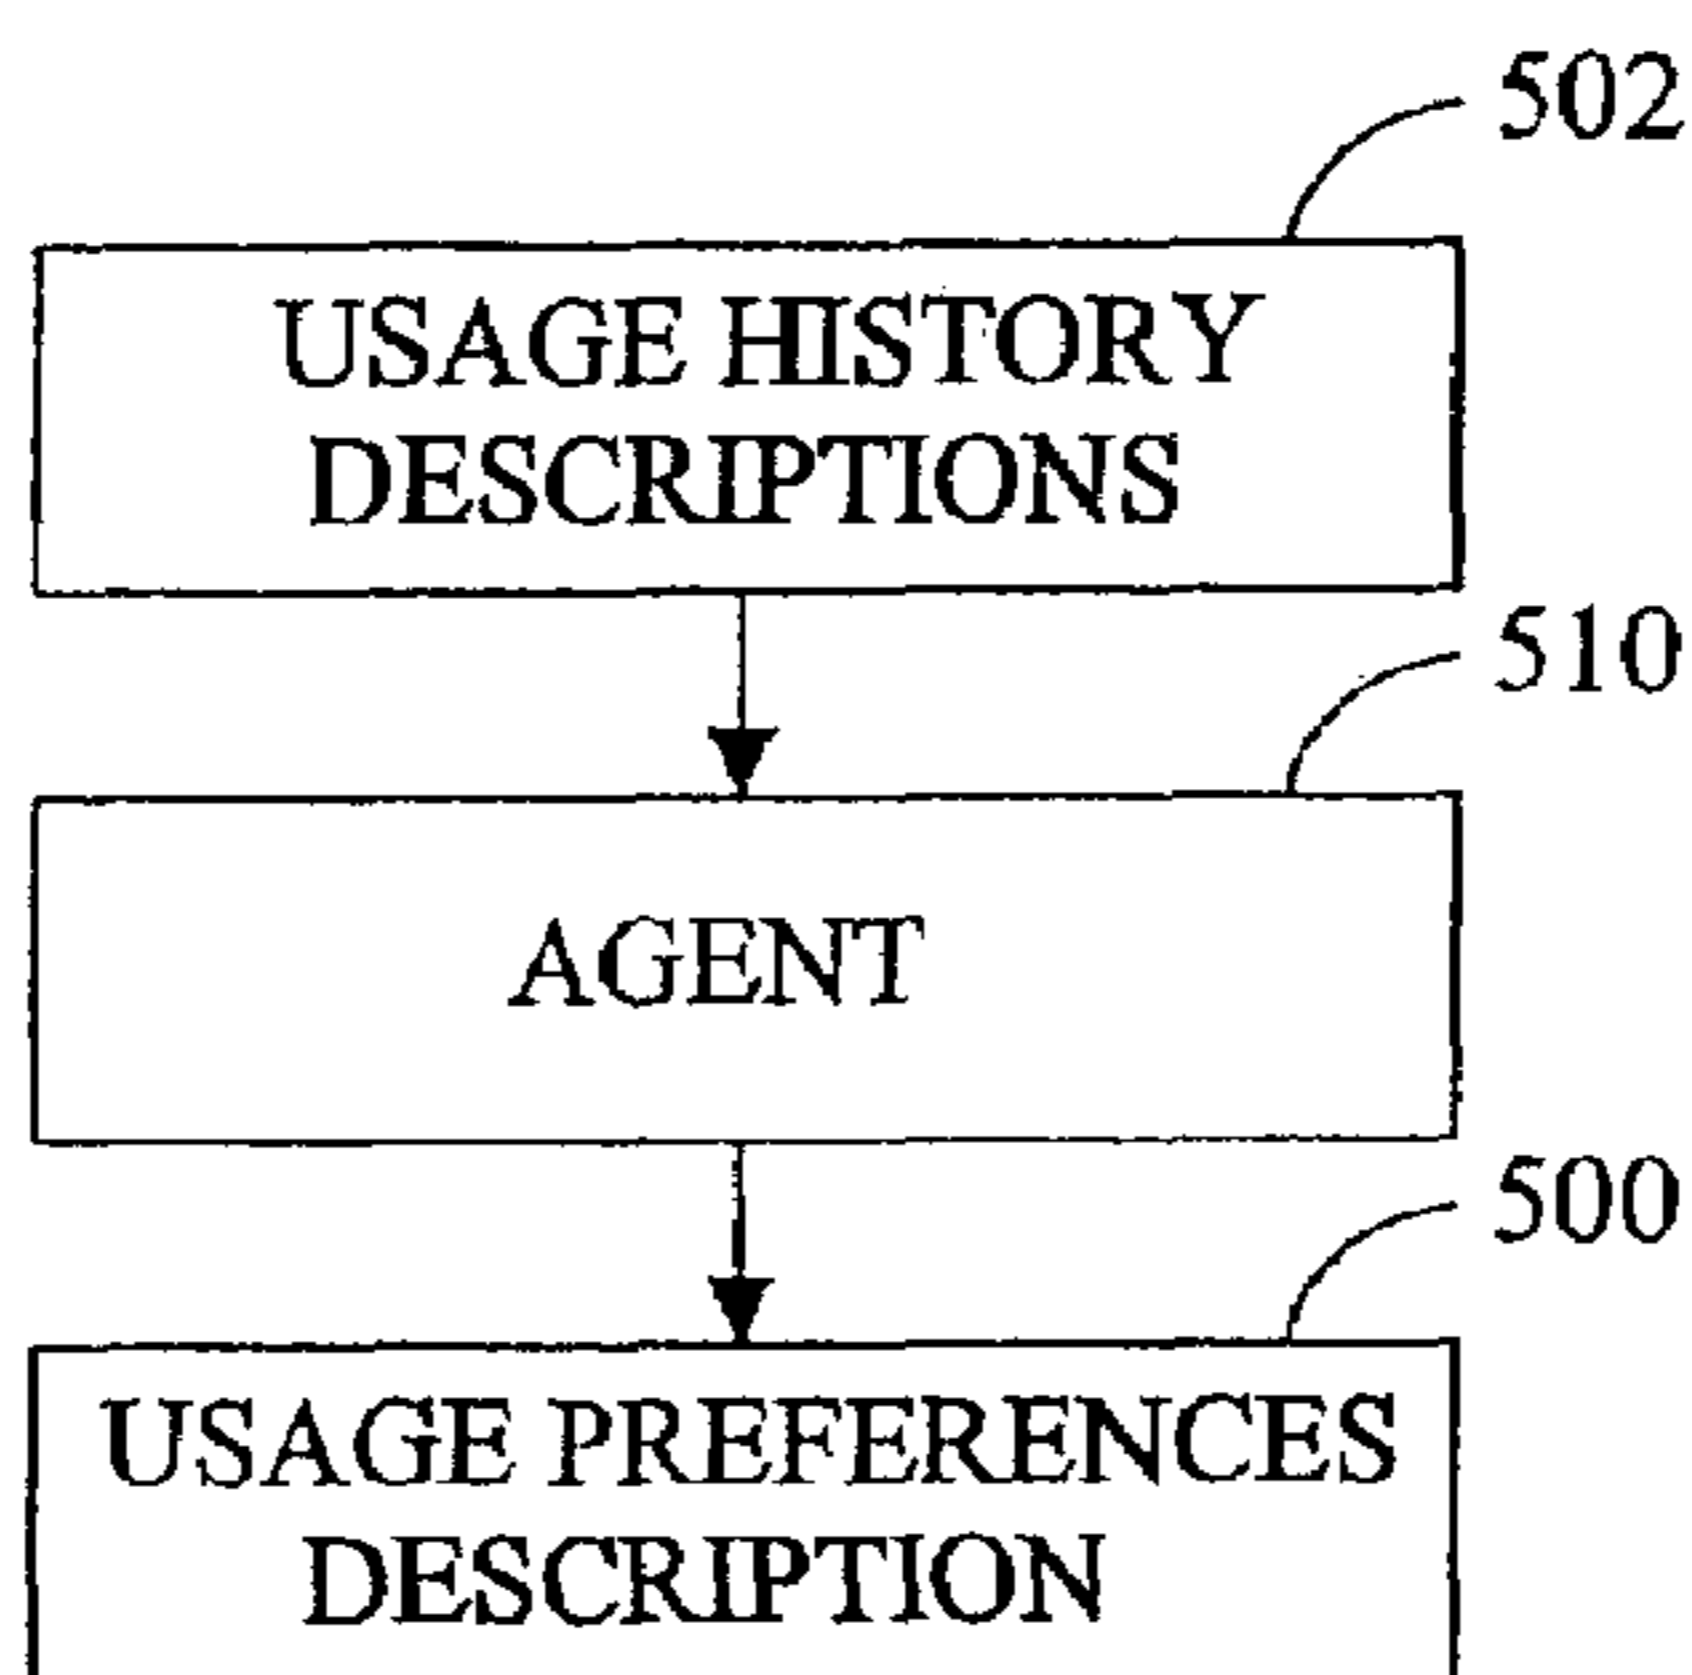 502
USAGE HISTORY
DESCRIPTIONS
510
AGENT
500
USAGE PREFERENCES
DESCRIPTION